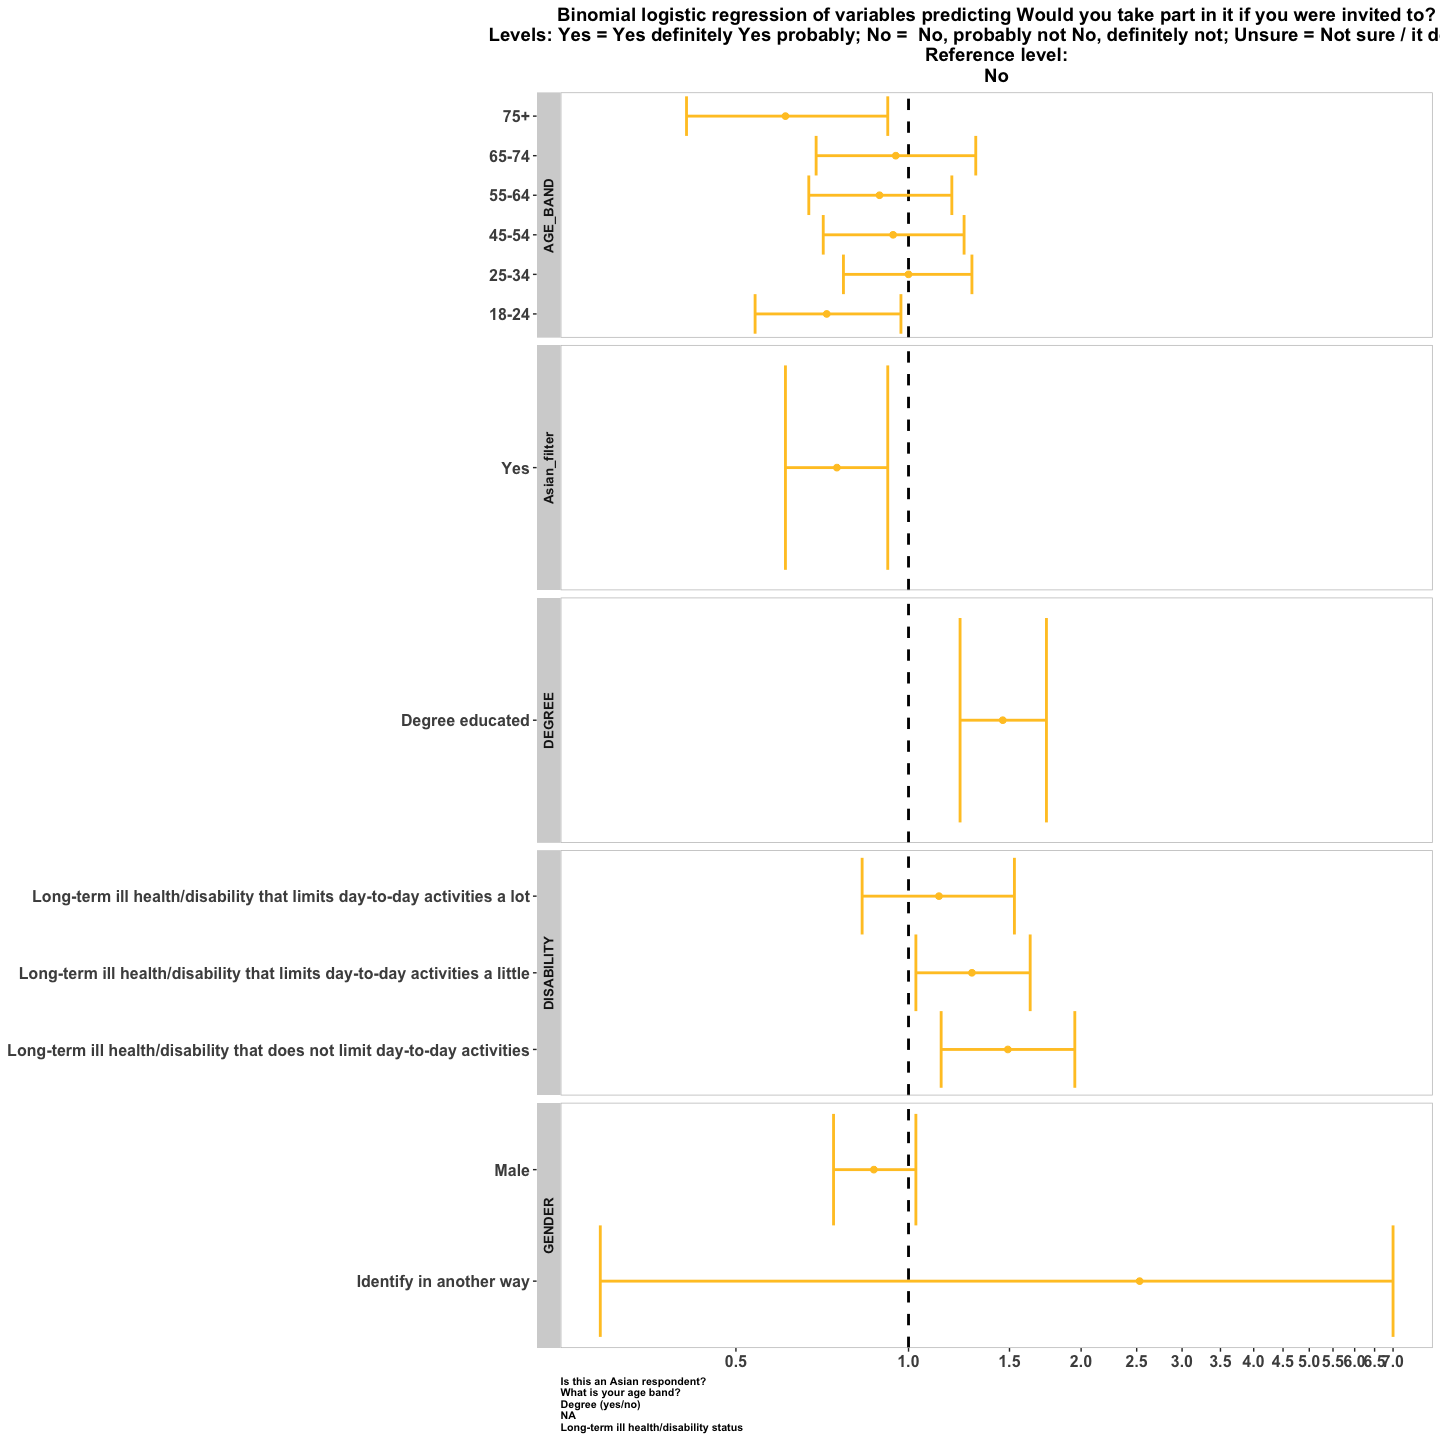 Binomial logistic regression of variables predicting Would you take part in it if you were invited to?
Levels: Yes = Yes definitely Yes probably; No = No, probably not No, definitely not; Unsure = Not sure / it d
Reference level:
No
AGE_BAND
75+
65-74
55-64
45-54
25-34
18-24
Asian_filter
Yes
DEGREE
Degree educated
DISABILITY
Long-term ill health/disability that limits day-to-day activities a lot
Long-term ill health/disability that limits day-to-day activities a little
Long-term ill health/disability that does not limit day-to-day activities
GENDER
Male
Identify in another way
0.5 1.0 1.5 2.0 2.5 3.0 3.5 4.0 4.5 5.0 5.5 6.0 6.5 7.0
Is this an Asian respondent?
What is your age band?
Degree (yes/no)
NA
Long-term ill health/disability status